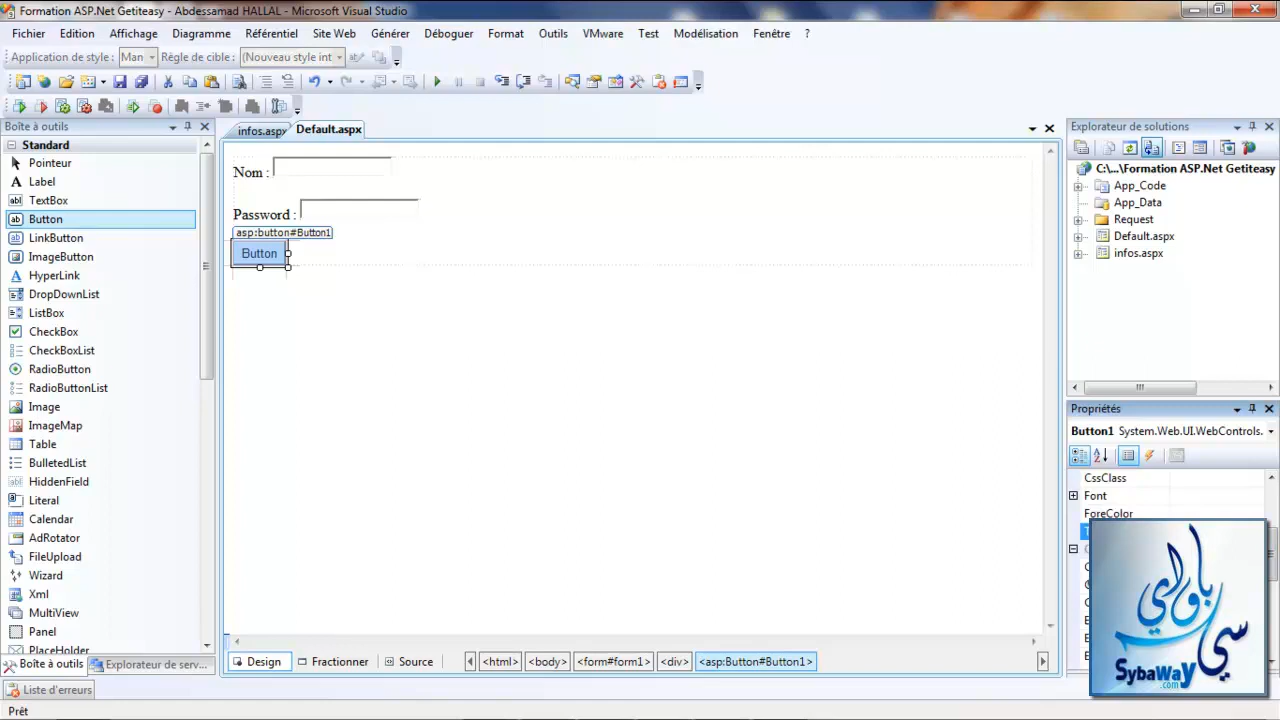 Formation ASP.Net Getiteasy - Abdessamad HALLAL - Microsoft Visual Studio
Fichier Edition Affichage Diagramme Référentiel Site Web Générer Déboguer Format Outils VMware Test Modélisation Fenêtre ?
Application de style : Man Règle de cible : (Nouveau style int
Boîte à outils
Standard
Pointeur
Label
TextBox
Button
LinkButton
ImageButton
HyperLink
DropDownList
ListBox
CheckBox
CheckBoxList
RadioButton
RadioButtonList
Image
ImageMap
Table
BulletedList
HiddenField
Literal
Calendar
AdRotator
FileUpload
Wizard
Xml
MultiView
Panel
PlaceHolder
Boîte à outils Explorateur de serv...
Liste d'erreurs
Prêt
infos.aspx Default.aspx
Nom :
Password :
asp:button#Button1
Button
Design Fractionner Source <html> <body> <form#form1> <div> <asp:Button#Button1>
Explorateur de solutions
C:\...\Formation ASP.Net Getiteasy
App_Code
App_Data
Request
Default.aspx
infos.aspx
Propriétés
Button1 System.Web.UI.WebControls.
CssClass
Font
ForeColor
سي باواي
SybaWay
.com